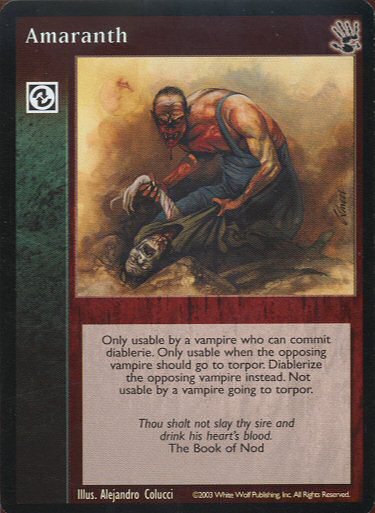 Amaranth
Only usable by a vampire who can commit
diablerie. Only usable when the opposing
vampire should go to torpor. Diablerize
the opposing vampire instead. Not
usable by a vampire going to torpor.
Thou shalt not slay thy sire and
drink his heart's blood.
The Book of Nod
Illus. Alejandro Colucci
©2003 White Wolf Publishing, Inc. All Rights Reserved.